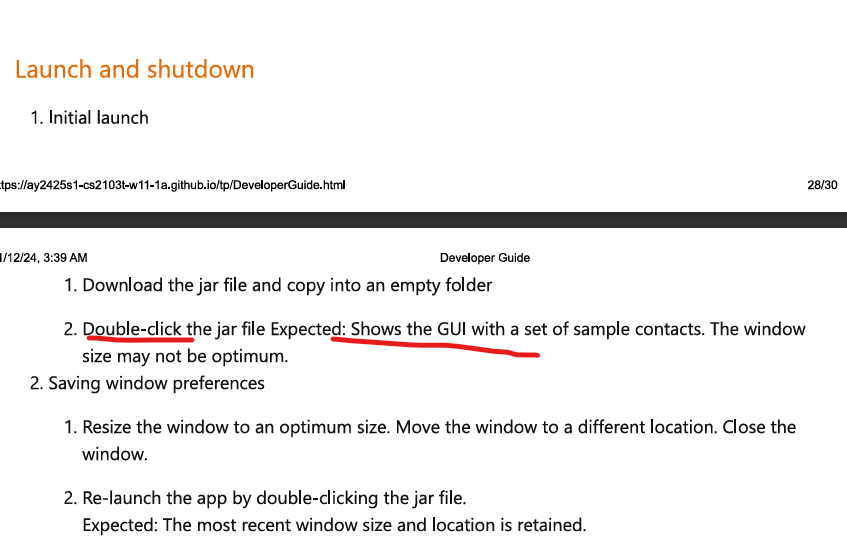 Launch and shutdown
1. Initial launch
tps://ay2425s1-cs2103t-w11-1a.github.io/tp/DeveloperGuide.html 28/30
/12/24, 3:39 AM Developer Guide
1. Download the jar file and copy into an empty folder
2. Double-click the jar file Expected: Shows the GUI with a set of sample contacts. The window
size may not be optimum.
2. Saving window preferences
1. Resize the window to an optimum size. Move the window to a different location. Close the
window.
2. Re-launch the app by double-clicking the jar file.
Expected: The most recent window size and location is retained.